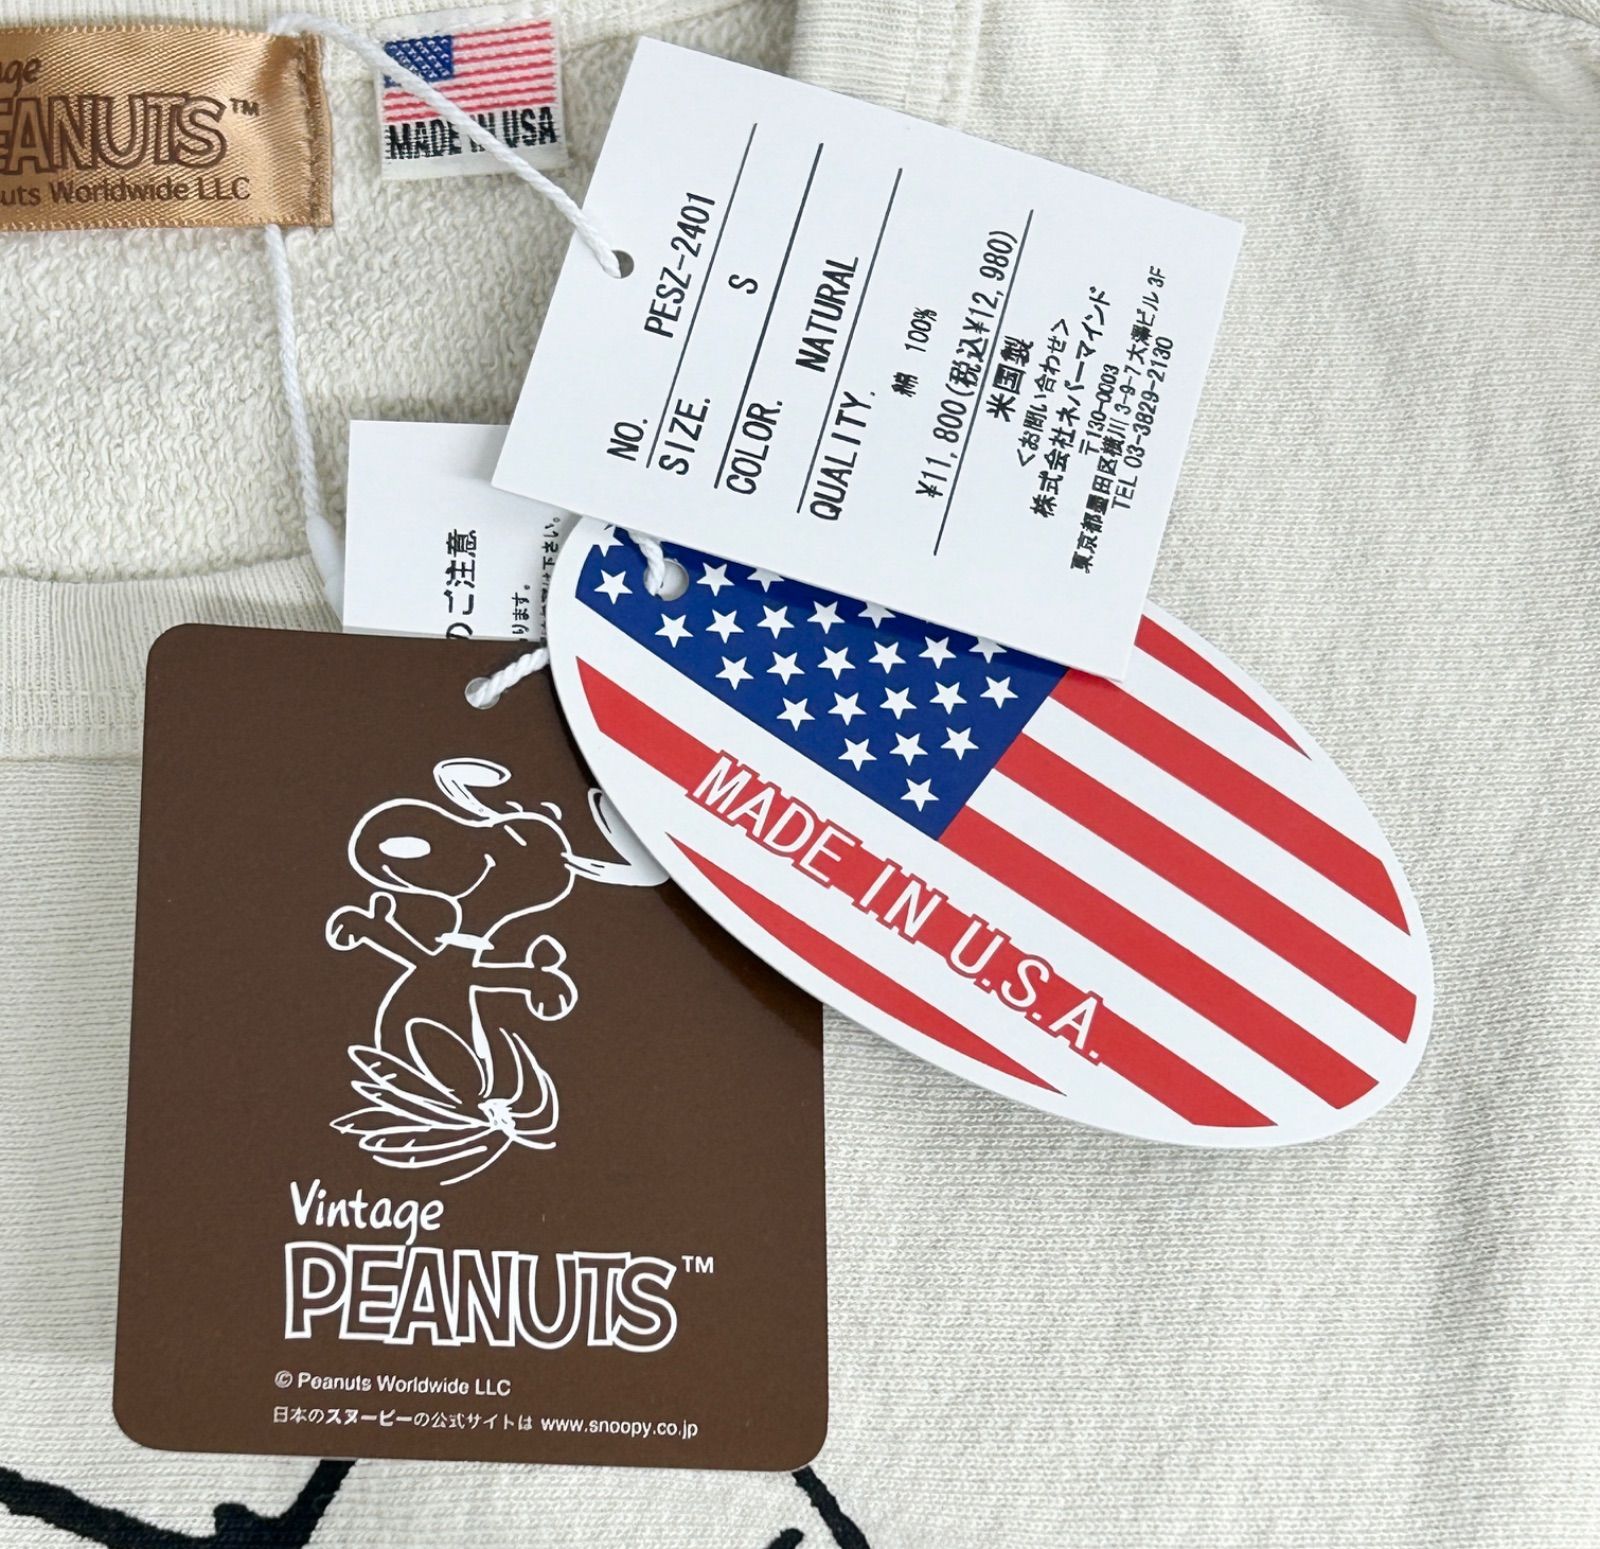 PEANUTS™
Worldwide LLC
MADE IN USA
NO. PESZ-2401
SIZE. S
COLOR. NATURAL
QUALITY.
綿 100%
¥11,800(税込¥12,980)
米国製
<お問い合わせ>
株式会社ネバーマインド
〒130-0003
東京都墨田区横川3-9-7大澤ビル3F
TEL 03-3829-2130
のご注意
ります。
は下さい。
MADE IN U.S.A.
Vintage
PEANUTS™
© Peanuts Worldwide LLC
日本のスヌーピーの公式サイトは www.snoopy.co.jp